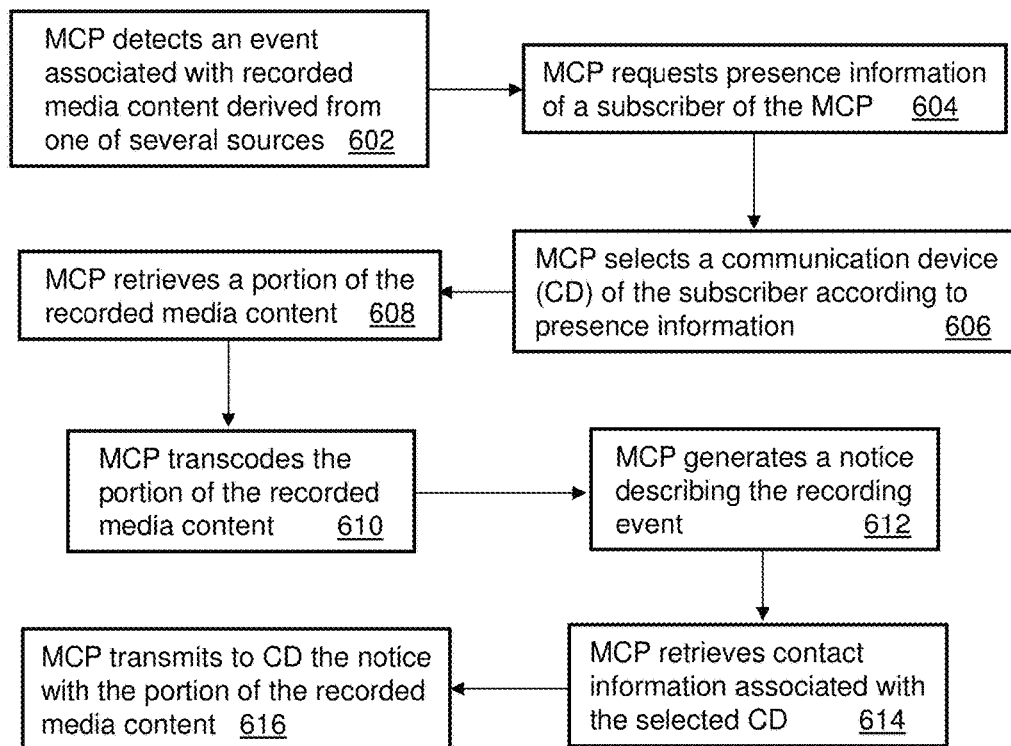 MCP detects an event
associated with recorded
media content derived from
one of several sources 602
MCP requests presence information
of a subscriber of the MCP 604
MCP selects a communication device
(CD) of the subscriber according to
presence information 606
MCP retrieves a portion of the
recorded media content 608
MCP transcodes the
portion of the recorded
media content 610
MCP generates a notice
describing the recording
event 612
MCP retrieves contact
information associated with
the selected CD 614
MCP transmits to CD the notice
with the portion of the recorded
media content 616